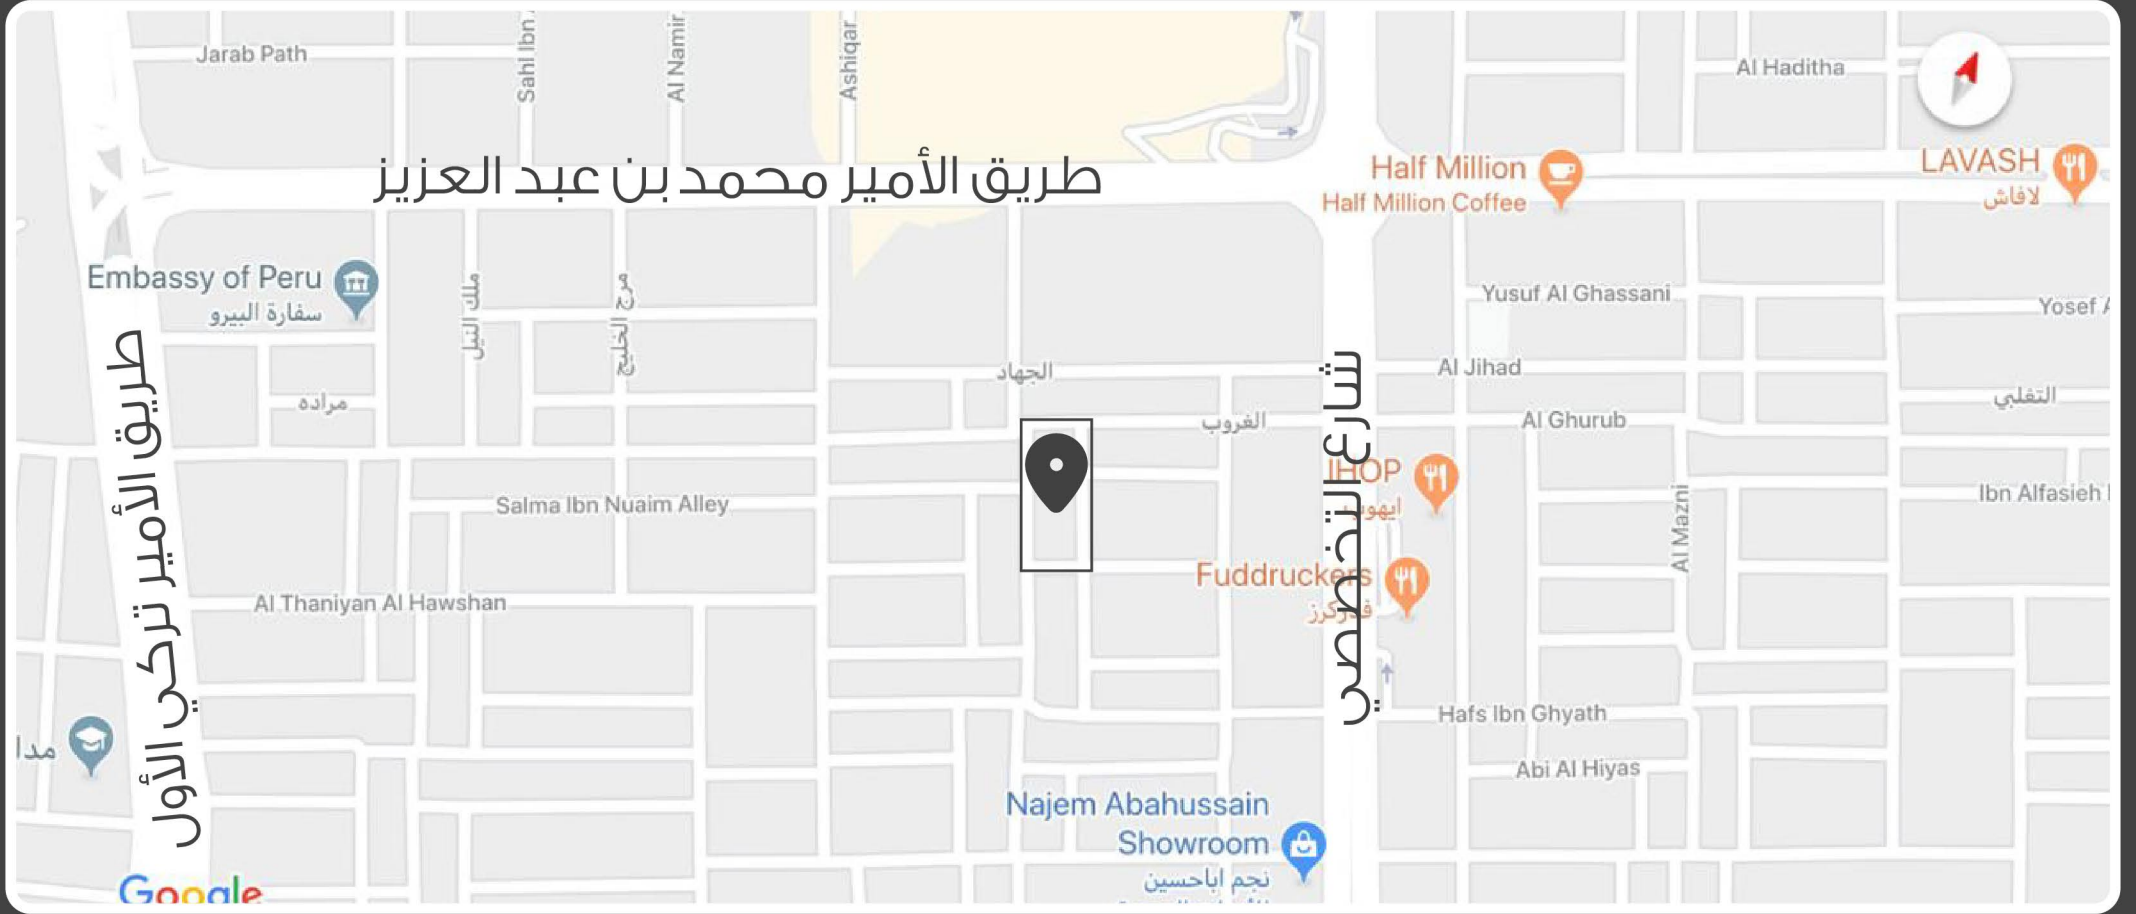 Jarab Path
Sahl Ibn
Al Namir
Ashiqar
Al Haditha
طريق الأمير محمد بن عبد العزيز
Half Million
Half Million Coffee
LAVASH
لافاش
Embassy of Peru
سفارة البيرو
ملك النيل
مرج الخليج
Yusuf Al Ghassani
Yosef A
الجهاد
Al Jihad
مراده
التغلبي
الغروب
Al Ghurub
طريق الأمير تركي الأول
شارع التخصصي
IHOP
ايهوب
Salma Ibn Nuaim Alley
Al Mazni
Ibn Alfasieh
Fuddruckers
فدركرز
Al Thaniyan Al Hawshan
Hafs Ibn Ghyath
مدا
Abi Al Hiyas
Najem Abahussain
Showroom
نجم اباحسين
Google